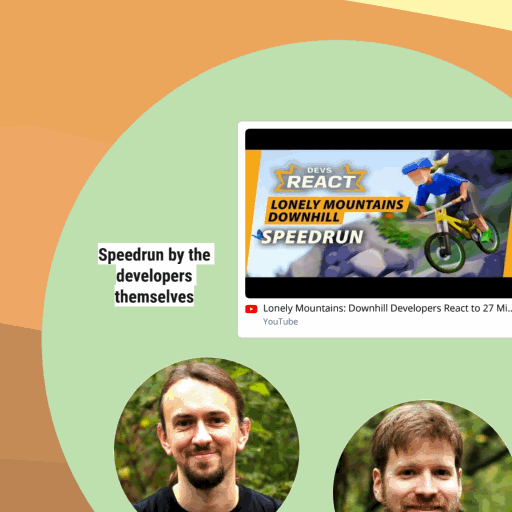 DEVS
REACT
LONELY MOUNTAINS
DOWNHILL
SPEEDRUN
Speedrun by the
developers
themselves
Lonely Mountains: Downhill Developers React to 27 Mi...
YouTube